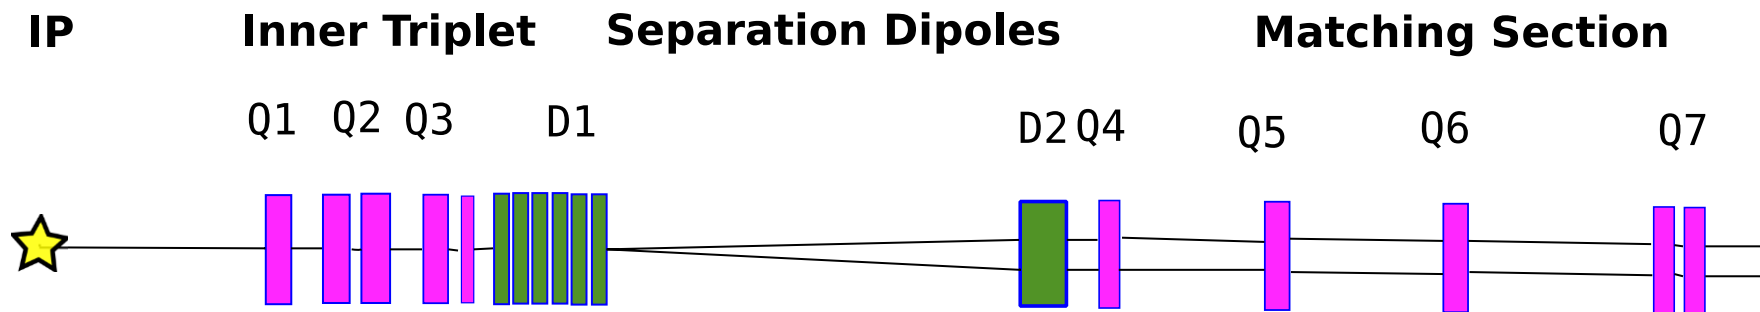 IP Inner Triplet Separation Dipoles Matching Section
Q1 Q2 Q3 D1 D2 Q4 Q5 Q6 Q7